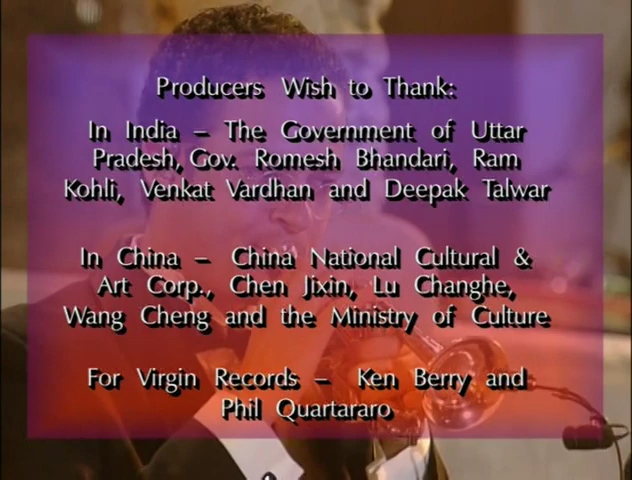 Producers Wish to Thank:
In India – The Government of Uttar
Pradesh, Gov. Romesh Bhandari, Ram
Kohli, Venkat Vardhan and Deepak Talwar
In China – China National Cultural &
Art Corp., Chen Jixin, Lu Changhe,
Wang Cheng and the Ministry of Culture
For Virgin Records – Ken Berry and
Phil Quartararo